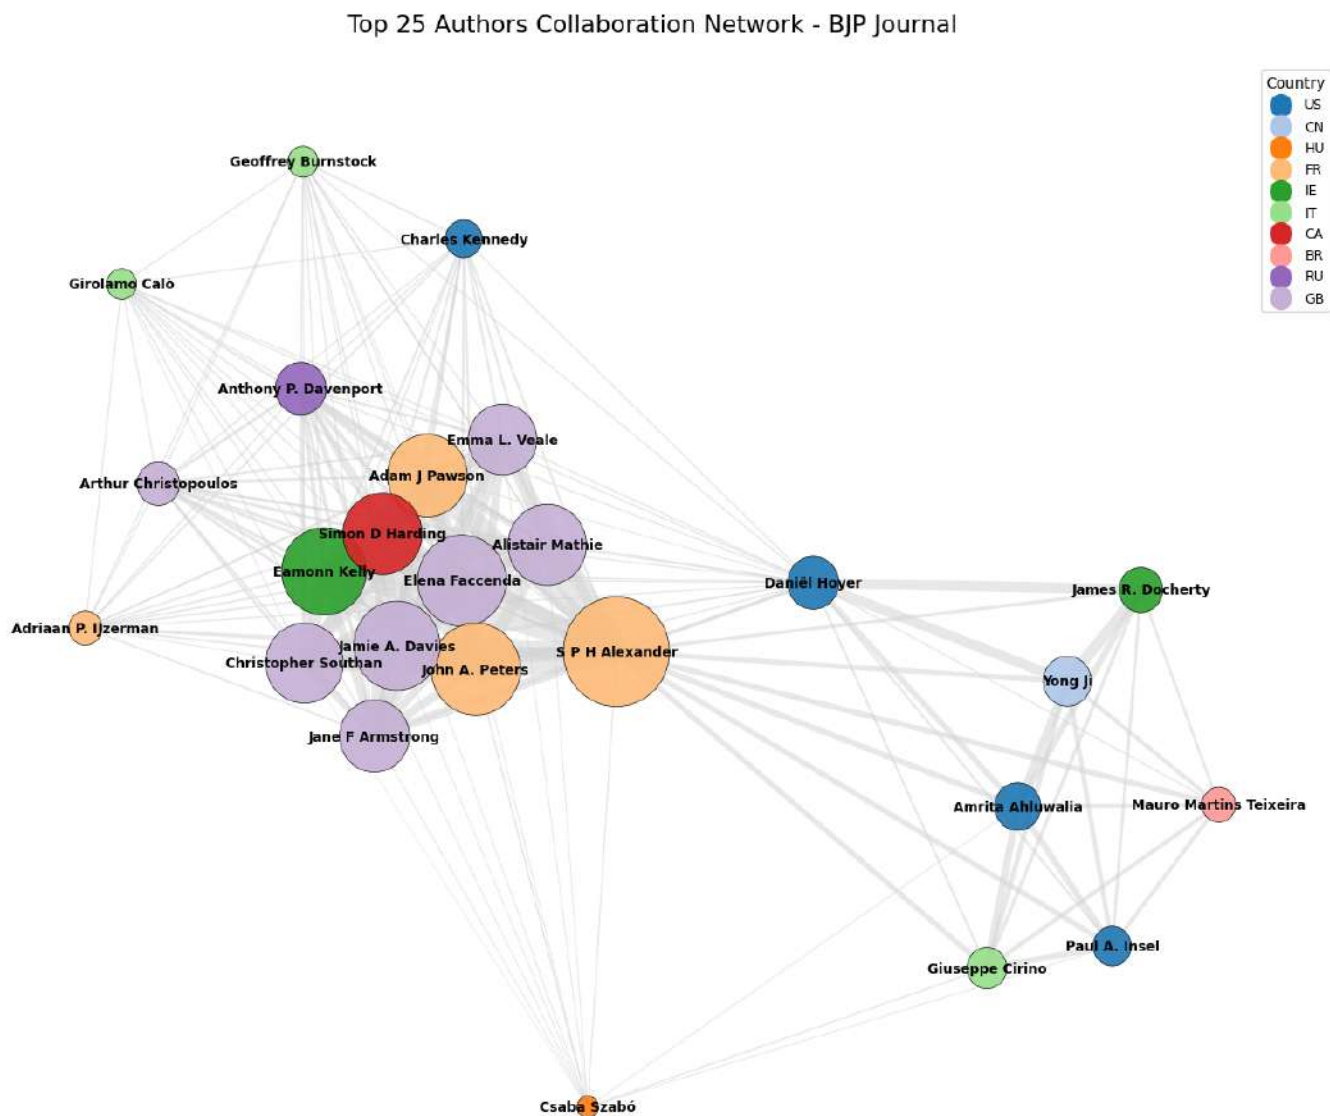 Top 25 Authors Collaboration Network - BJP Journal
Country
US
CN
HU
FR
IE
IT
CA
BR
RU
GB
Geoffrey Burnstock
Charles Kennedy
Girolamo Calò
Anthony P. Davenport
Emma L. Veale
Adam J Pawson
Arthur Christopoulos
Simon D Harding
Alistair Mathie
Eamonn Kelly
Elena Faccenda
Daniël Hoyer
James R. Docherty
Adriaan P. IJzerman
Jamie A. Davies
S P H Alexander
Christopher Southan
John A. Peters
Yong Ji
Jane F Armstrong
Amrita Ahluwalia
Mauro Martins Teixeira
Paul A. Insel
Giuseppe Cirino
Csaba Szabó